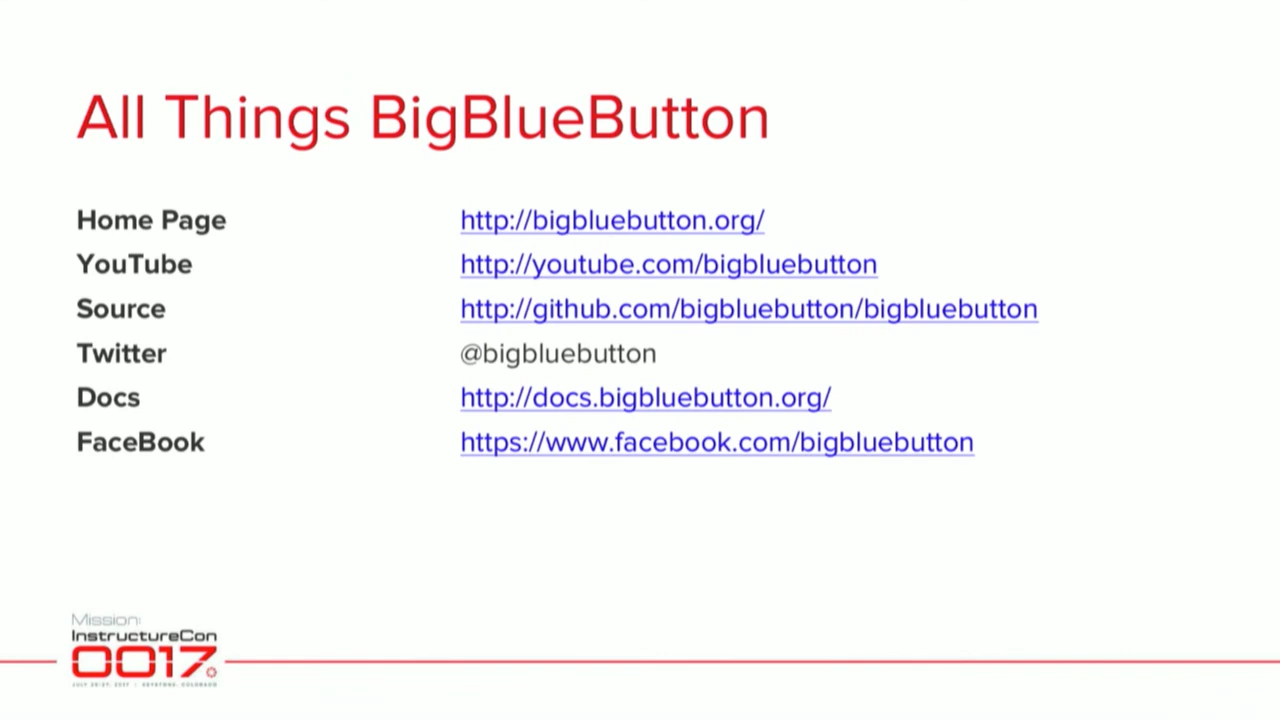 All Things BigBlueButton
Home Page http://bigbluebutton.org/
YouTube http://youtube.com/bigbluebutton
Source http://github.com/bigbluebutton/bigbluebutton
Twitter @bigbluebutton
Docs http://docs.bigbluebutton.org/
FaceBook https://www.facebook.com/bigbluebutton
Mission:
InstructureCon
0017